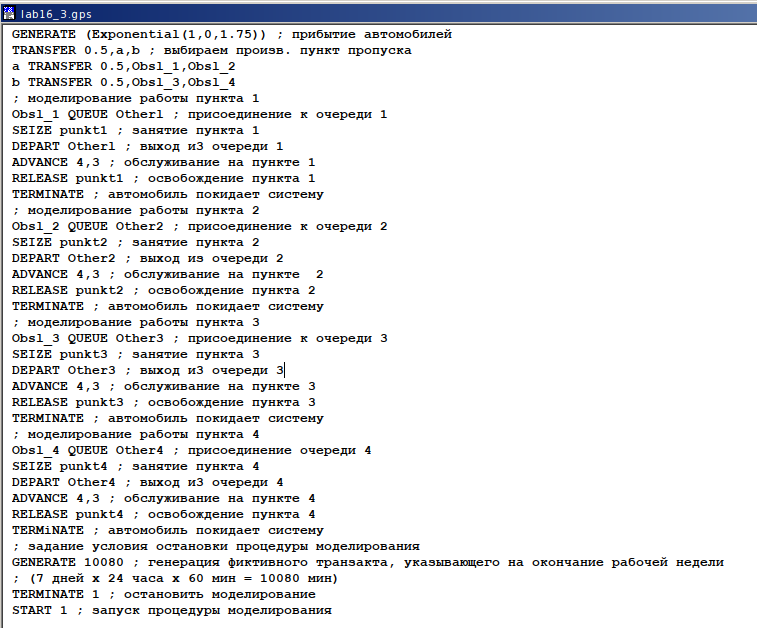 lab16_3.gps
GENERATE (Exponential(1,0,1.75)) ; прибытие автомобилей
TRANSFER 0.5,a,b ; выбираем произв. пункт пропуска
a TRANSFER 0.5,Obsl_1,Obsl_2
b TRANSFER 0.5,Obsl_3,Obsl_4
; моделирование работы пункта 1
Obsl_1 QUEUE Otherl ; присоединение к очереди 1
SEIZE punkt1 ; занятие пункта 1
DEPART Otherl ; выход из очереди 1
ADVANCE 4,3 ; обслуживание на пункте 1
RELEASE punkt1 ; освобождение пункта 1
TERMINATE ; автомобиль покидает систему
; моделирование работы пункта 2
Obsl_2 QUEUE Other2 ; присоединение к очереди 2
SEIZE punkt2 ; занятие пункта 2
DEPART Other2 ; выход из очереди 2
ADVANCE 4,3 ; обслуживание на пункте  2
RELEASE punkt2 ; освобождение пункта 2
TERMINATE ; автомобиль покидает систему
; моделирование работы пункта 3
Obsl_3 QUEUE Other3 ; присоединение к очереди 3
SEIZE punkt3 ; занятие пункта 3
DEPART Other3 ; выход из очереди 3
ADVANCE 4,3 ; обслуживание на пункте 3
RELEASE punkt3 ; освобождение пункта 3
TERMINATE ; автомобиль покидает систему
; моделирование работы пункта 4
Obsl_4 QUEUE Other4 ; присоединение очереди 4
SEIZE punkt4 ; занятие пункта 4
DEPART Other4 ; выход из очереди 4
ADVANCE 4,3 ; обслуживание на пункте 4
RELEASE punkt4 ; освобождение пункта 4
TERMiNATE ; автомобиль покидает систему
; задание условия остановки процедуры моделирования
GENERATE 10080 ; генерация фиктивного транзакта, указывающего на окончание рабочей недели
; (7 дней x 24 часа x 60 мин = 10080 мин)
TERMINATE 1 ; остановить моделирование
START 1 ; запуск процедуры моделирования